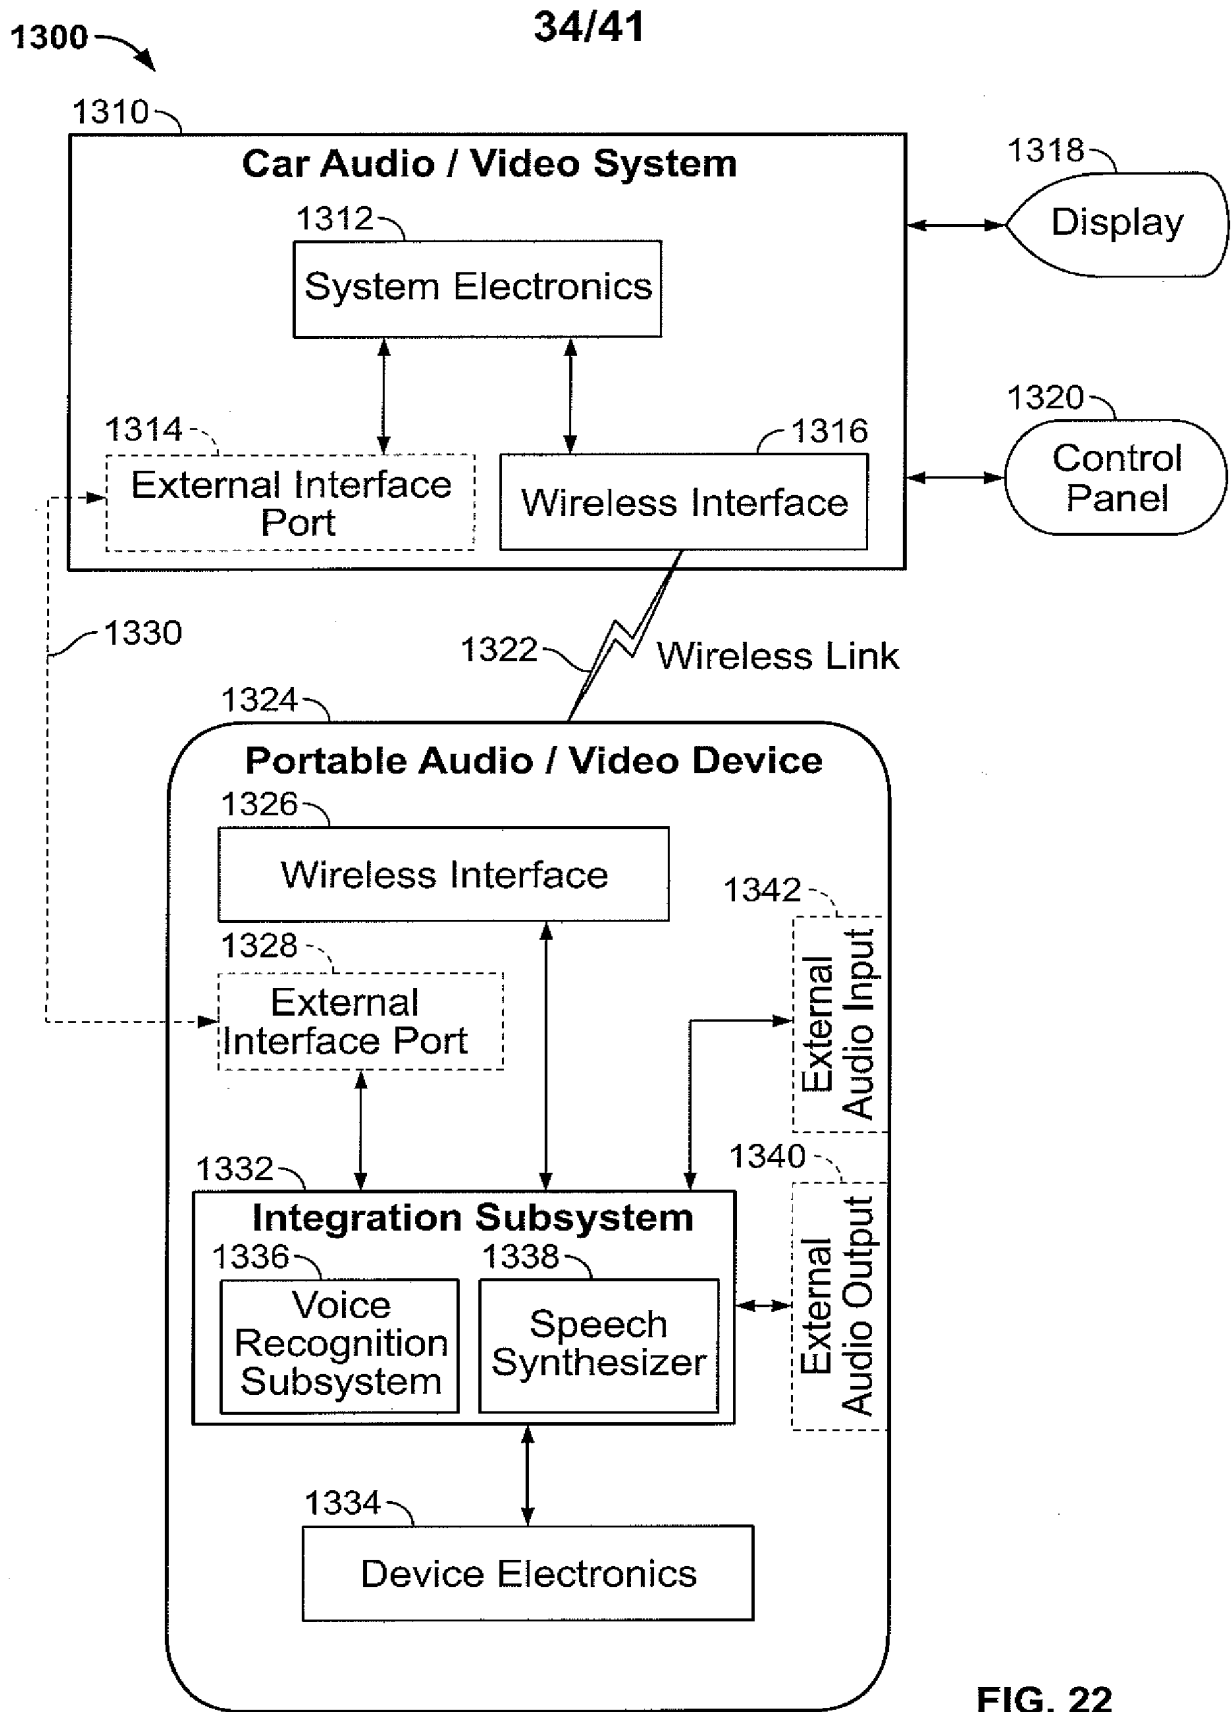 34/41
1300
1310
Car Audio / Video System
1312
System Electronics
1314
External Interface
Port
1316
Wireless Interface
1318
Display
1320
Control
Panel
1330
1322
Wireless Link
1324
Portable Audio / Video Device
1326
Wireless Interface
1328
External
Interface Port
1342
External
Audio Input
1332
Integration Subsystem
1336
Voice
Recognition
Subsystem
1338
Speech
Synthesizer
1340
External
Audio Output
1334
Device Electronics
FIG. 22